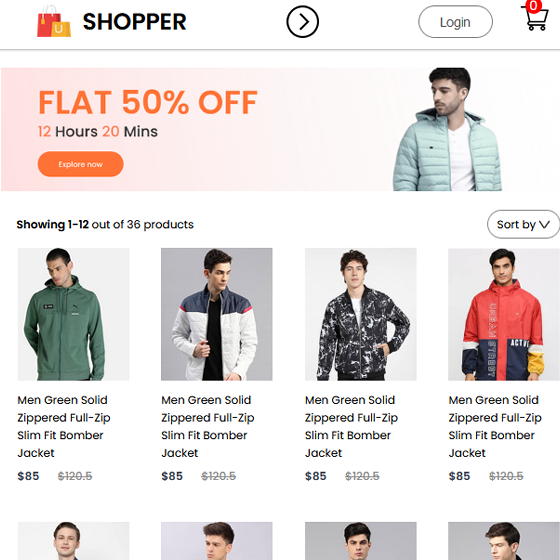 SHOPPER
Login
0
FLAT 50% OFF
12 Hours 20 Mins
Explore now
Showing 1-12 out of 36 products
Sort by
URBAN STREET
ACTIV
Men Green Solid
Zippered Full-Zip
Slim Fit Bomber
Jacket
$85 $120.5
Men Green Solid
Zippered Full-Zip
Slim Fit Bomber
Jacket
$85 $120.5
Men Green Solid
Zippered Full-Zip
Slim Fit Bomber
Jacket
$85 $120.5
Men Green Solid
Zippered Full-Zip
Slim Fit Bomber
Jacket
$85 $120.5